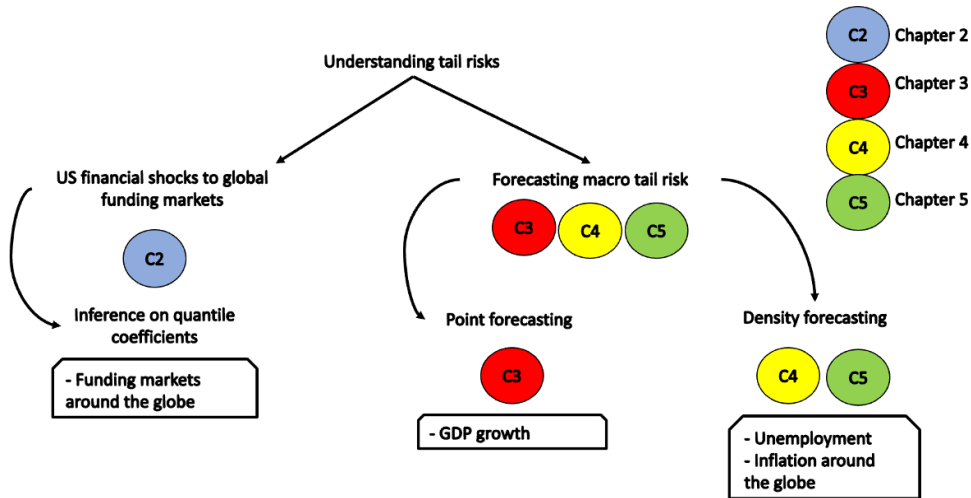 Understanding tail risks
C2 Chapter 2
C3 Chapter 3
C4 Chapter 4
C5 Chapter 5
US financial shocks to global
funding markets
C2
Inference on quantile
coefficients
- Funding markets
around the globe
Forecasting macro tail risk
C3 C4 C5
Point forecasting
C3
- GDP growth
Density forecasting
C4 C5
- Unemployment
- Inflation around
the globe